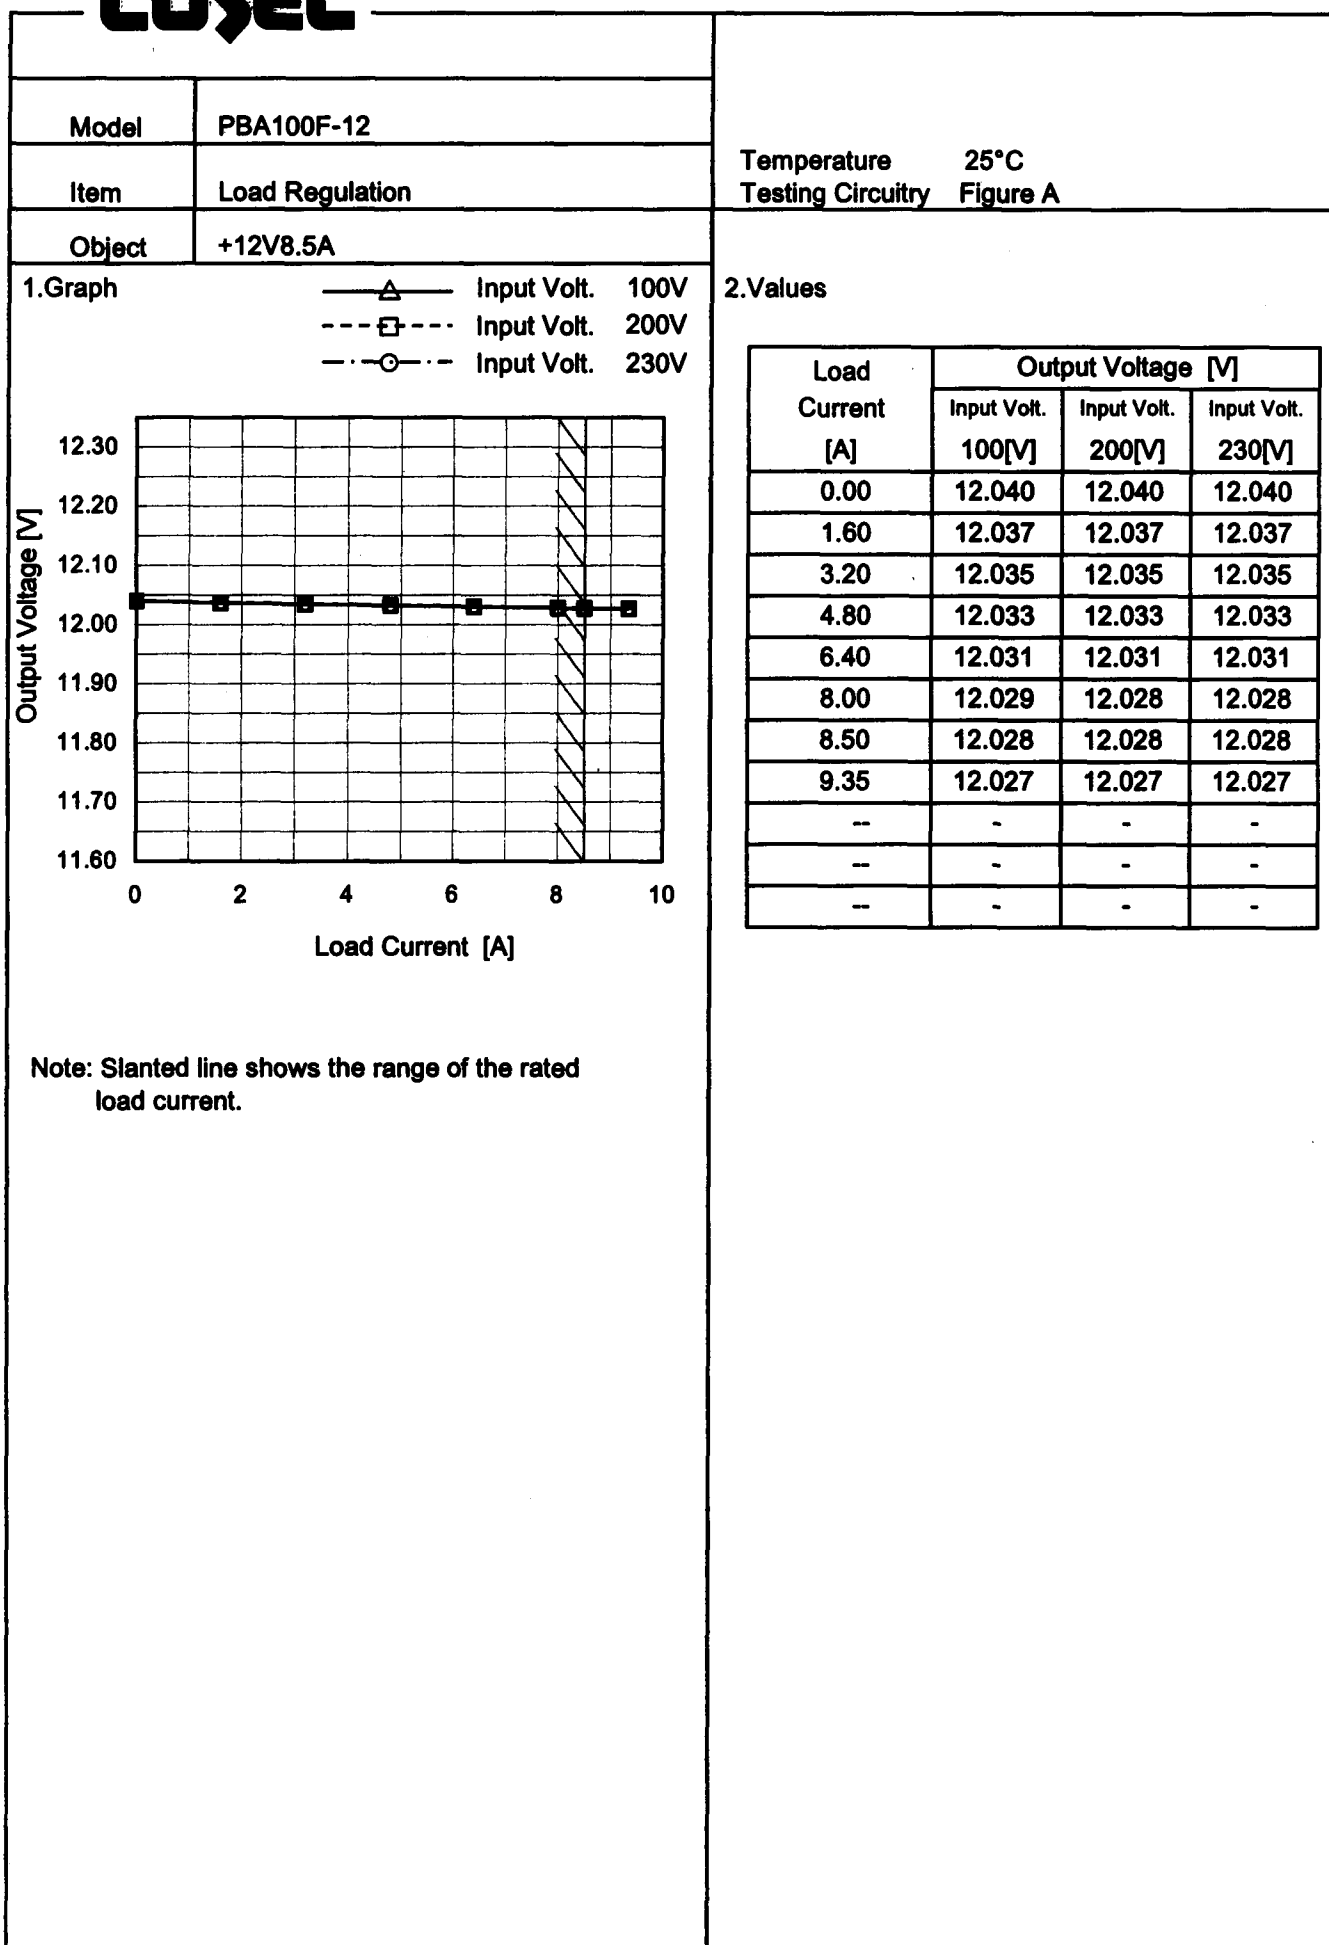 COSEL
Model PBA100F-12
Item Load Regulation
Object +12V8.5A
Temperature 25°C
Testing Circuitry Figure A
1.Graph
Input Volt. 100V
Input Volt. 200V
Input Volt. 230V
Output Voltage [V]
12.30
12.20
12.10
12.00
11.90
11.80
11.70
11.60
0 2 4 6 8 10
Load Current [A]
Note: Slanted line shows the range of the rated
load current.
2.Values
Load Output Voltage [V]
Current Input Volt. Input Volt. Input Volt.
[A] 100[V] 200[V] 230[V]
0.00 12.040 12.040 12.040
1.60 12.037 12.037 12.037
3.20 12.035 12.035 12.035
4.80 12.033 12.033 12.033
6.40 12.031 12.031 12.031
8.00 12.029 12.028 12.028
8.50 12.028 12.028 12.028
9.35 12.027 12.027 12.027
-- - - -
-- - - -
-- - - -